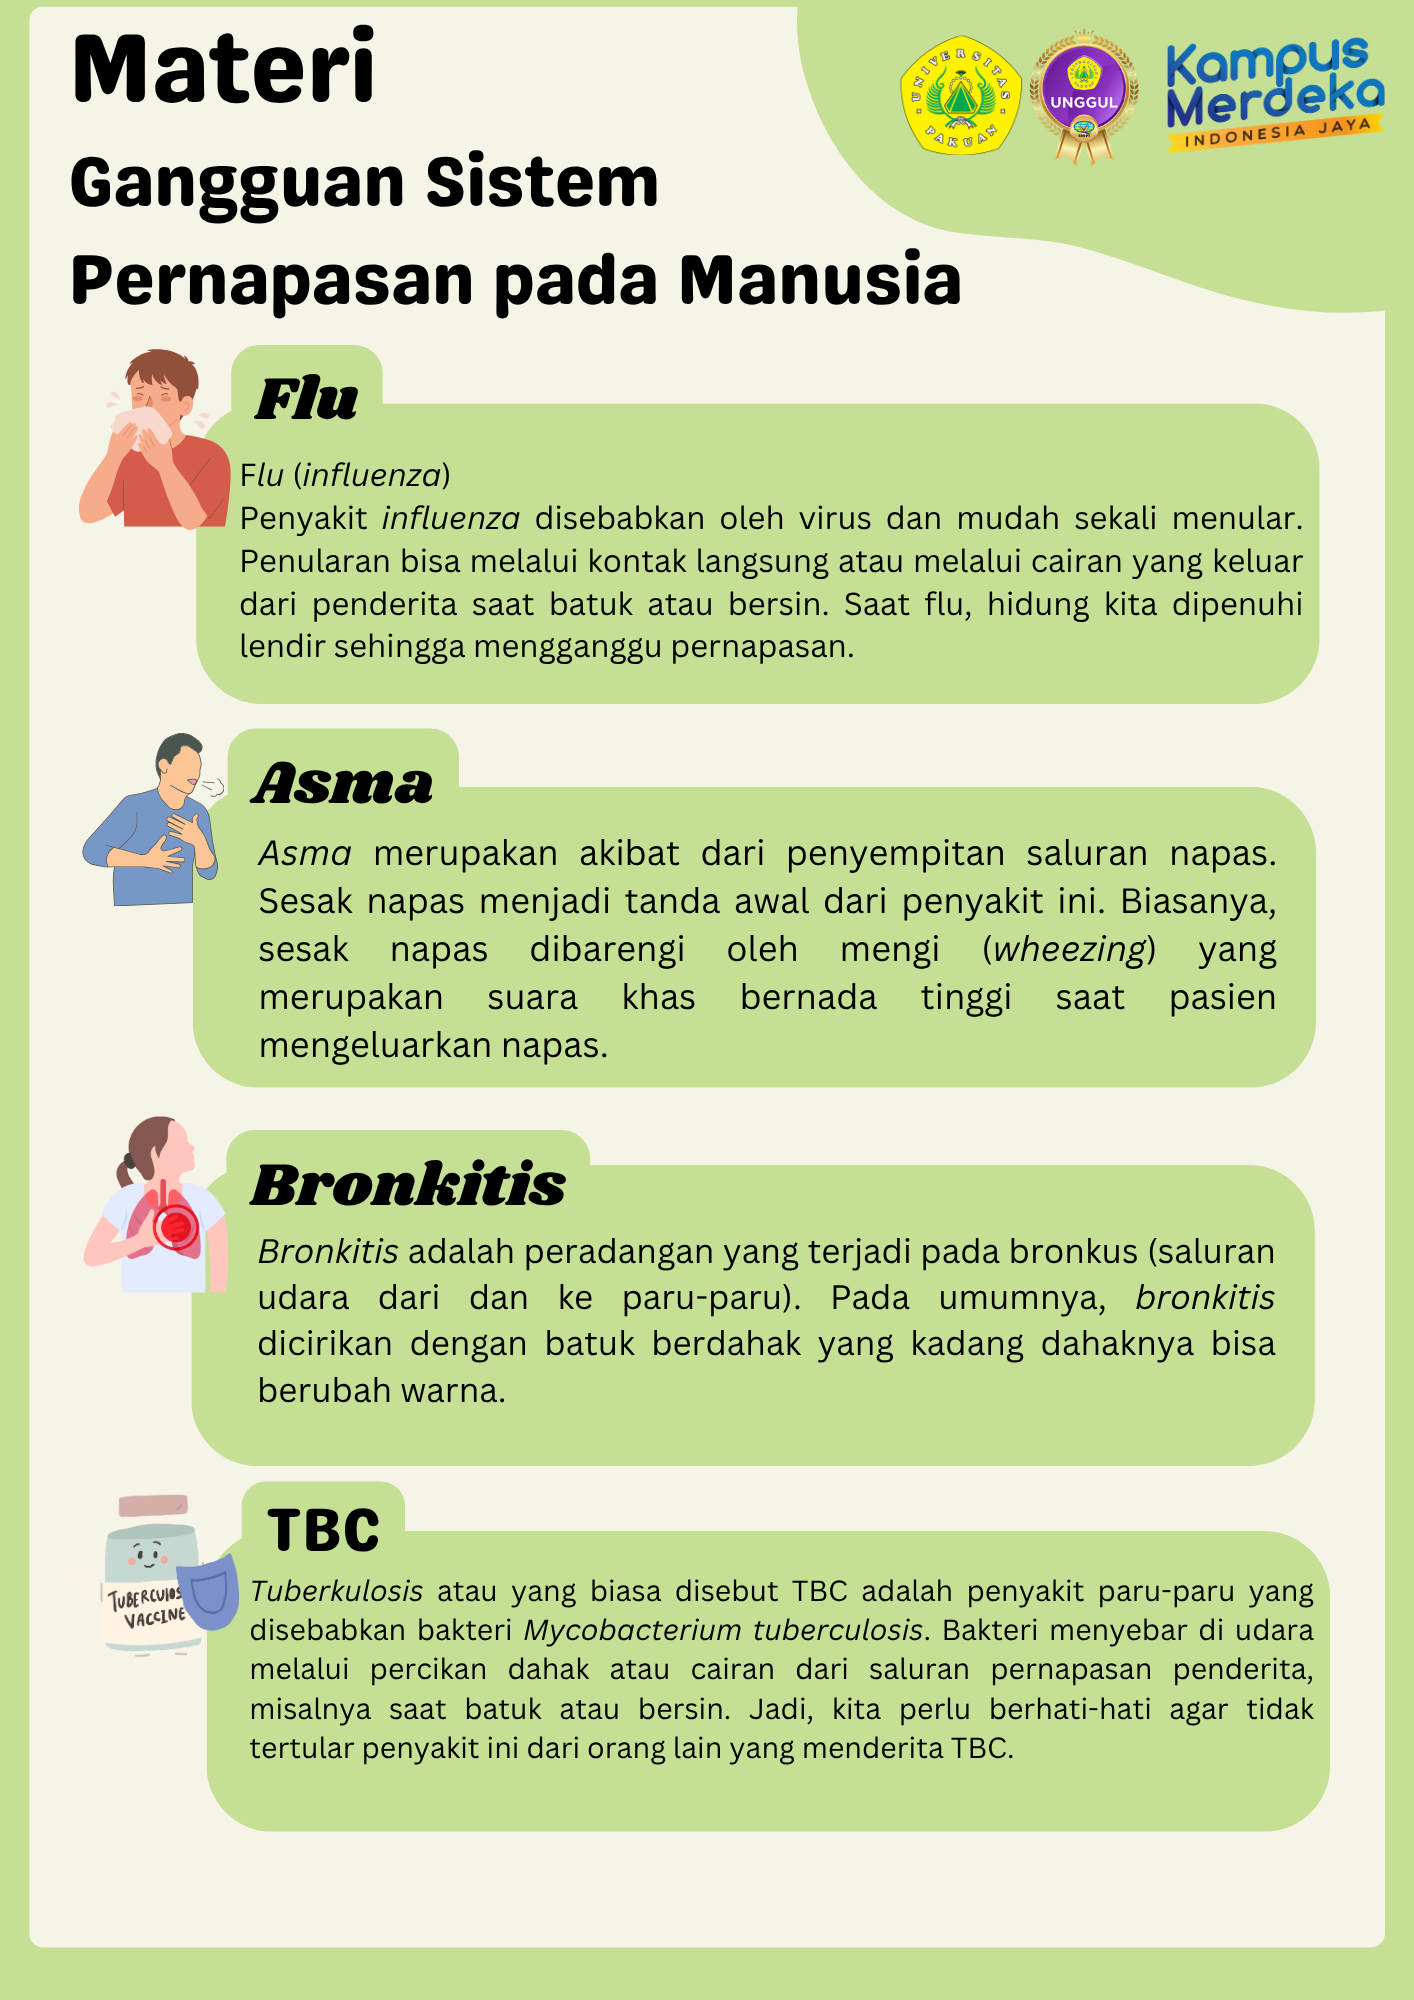 Materi
Gangguan Sistem
Pernapasan pada Manusia
UNIVERSITAS
PAKUAN
UNGGUL
Kampus
Merdeka
INDONESIA JAYA
Flu
Flu (influenza)
Penyakit influenza disebabkan oleh virus dan mudah sekali menular.
Penularan bisa melalui kontak langsung atau melalui cairan yang keluar
dari penderita saat batuk atau bersin. Saat flu, hidung kita dipenuhi
lendir sehingga mengganggu pernapasan.
Asma
Asma merupakan akibat dari penyempitan saluran napas.
Sesak napas menjadi tanda awal dari penyakit ini. Biasanya,
sesak napas dibarengi oleh mengi (wheezing) yang
merupakan suara khas bernada tinggi saat pasien
mengeluarkan napas.
Bronkitis
Bronkitis adalah peradangan yang terjadi pada bronkus (saluran
udara dari dan ke paru-paru). Pada umumnya, bronkitis
dicirikan dengan batuk berdahak yang kadang dahaknya bisa
berubah warna.
TBC
TUBERCULOS
VACCINE
Tuberkulosis atau yang biasa disebut TBC adalah penyakit paru-paru yang
disebabkan bakteri Mycobacterium tuberculosis. Bakteri menyebar di udara
melalui percikan dahak atau cairan dari saluran pernapasan penderita,
misalnya saat batuk atau bersin. Jadi, kita perlu berhati-hati agar tidak
tertular penyakit ini dari orang lain yang menderita TBC.